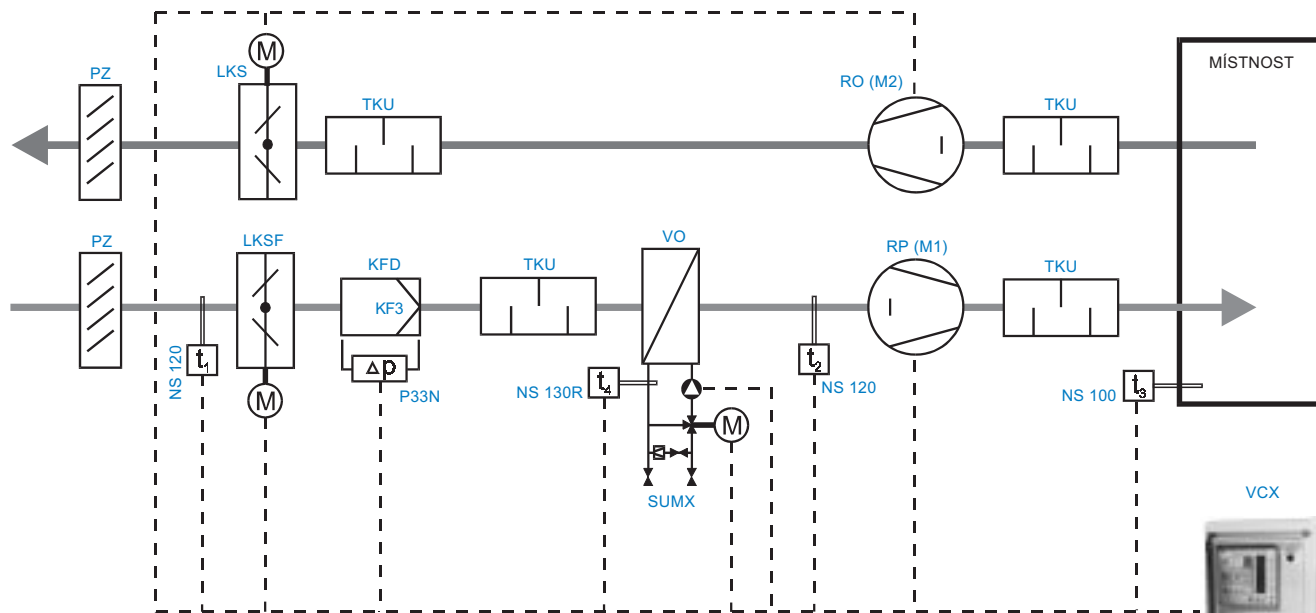 M
LKS
PZ
TKU
RO (M2)
TKU
MÍSTNOST
PZ
LKSF
KFD
KF3
TKU
VO
RP (M1)
TKU
NS 120
t1
M
Δp
P33N
NS 130R
t4
M
SUMX
t2
NS 120
NS 100
t3
VCX